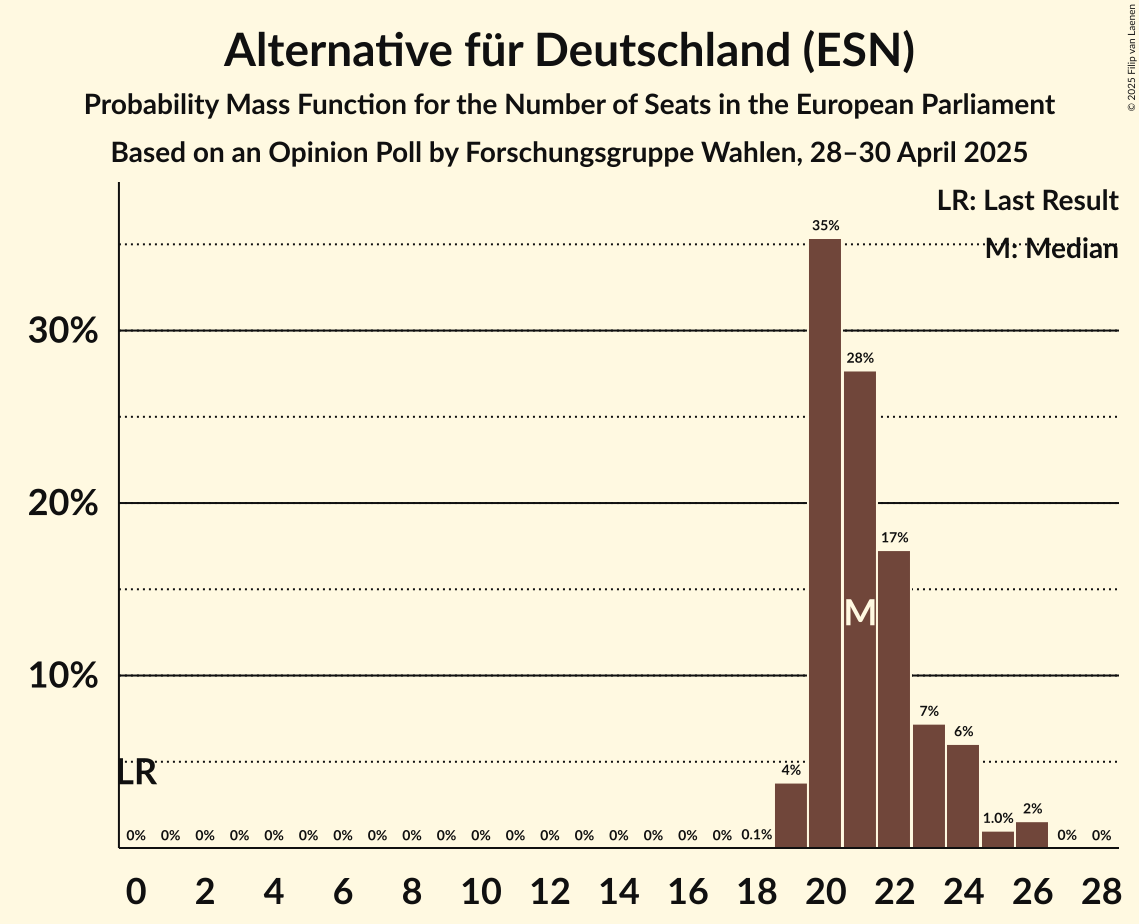 Alternative für Deutschland (ESN)
Probability Mass Function for the Number of Seats in the European Parliament
Based on an Opinion Poll by Forschungsgruppe Wahlen, 28–30 April 2025
© 2025 Filip van Laenen
LR: Last Result
M: Median
35%
30%
28%
20%
17%
M
10%
7%
6%
LR
4%
0% 0% 0% 0% 0% 0% 0% 0% 0% 0% 0% 0% 0% 0% 0% 0% 0% 0% 0.1% 1.0% 2% 0% 0%
0 2 4 6 8 10 12 14 16 18 20 22 24 26 28